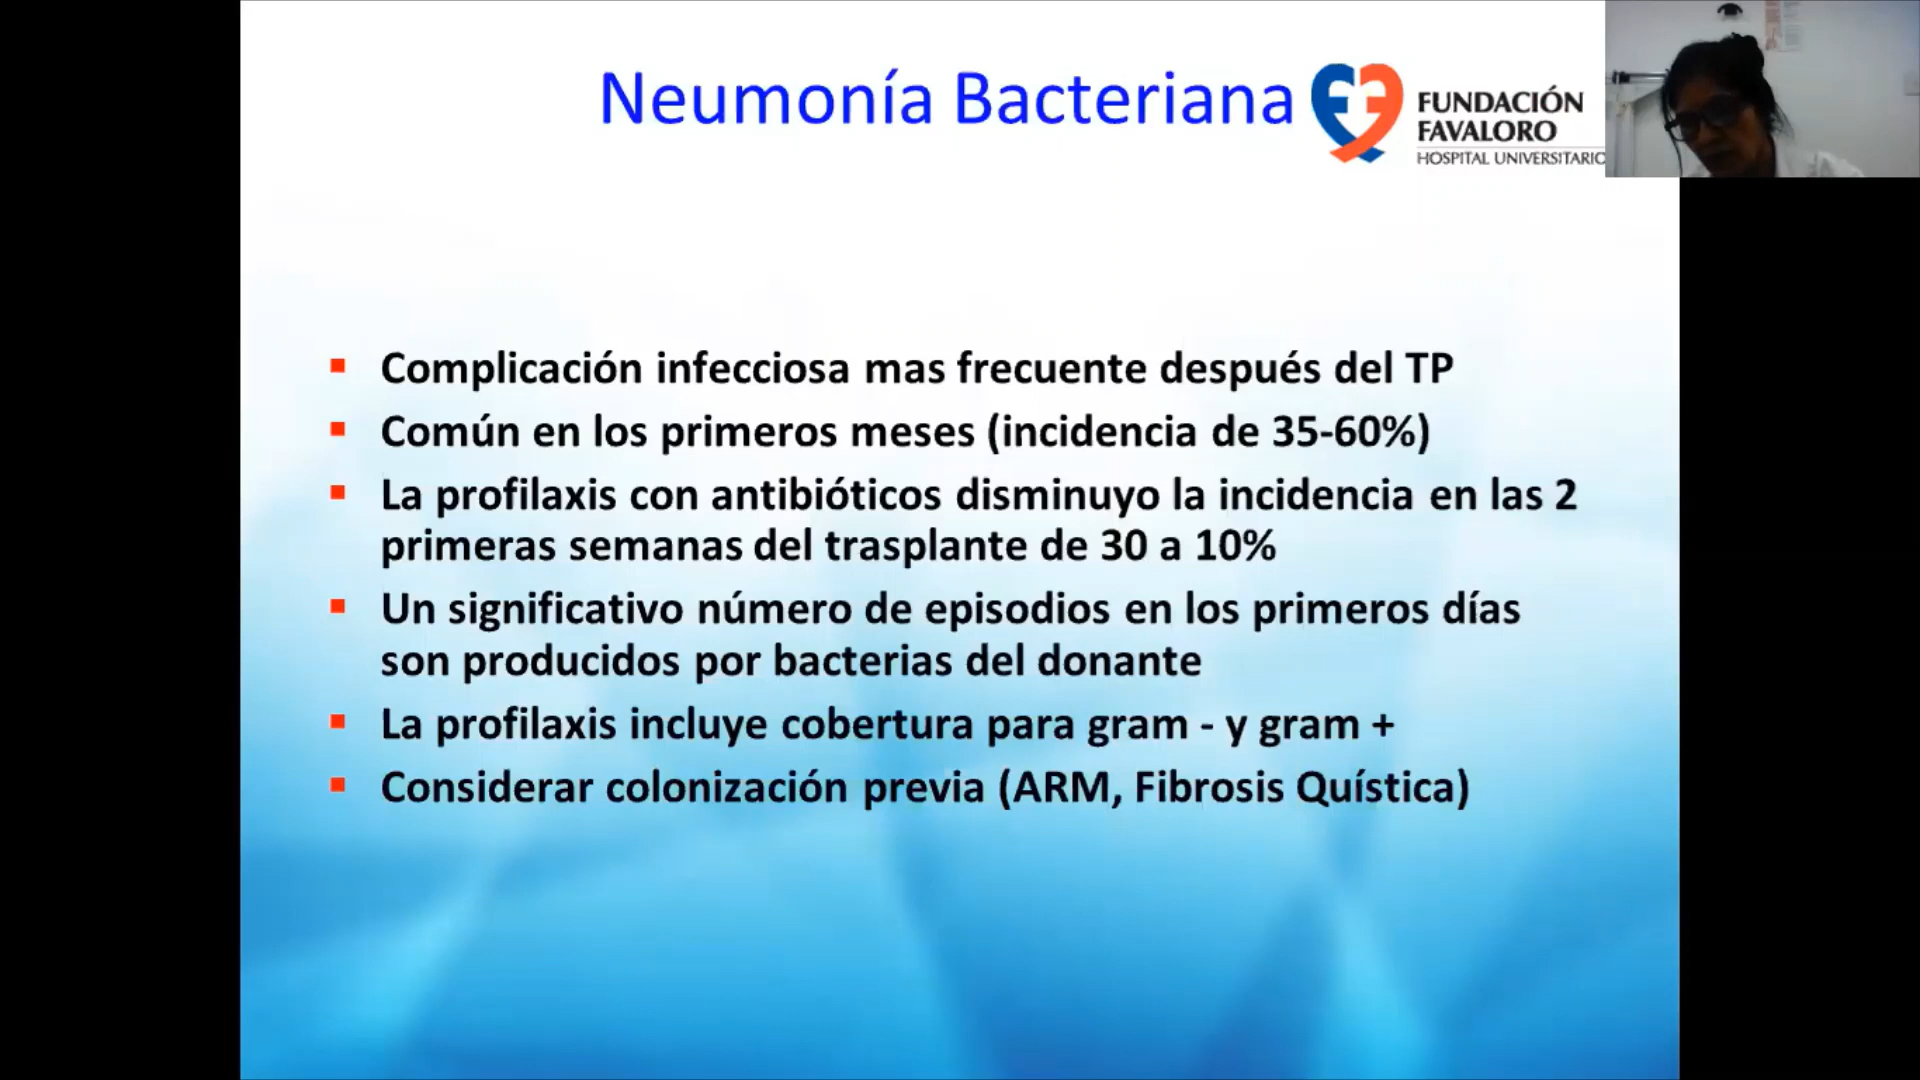 Neumonía Bacteriana
FUNDACIÓN
FAVALORO
HOSPITAL UNIVERSITARIO
Complicación infecciosa mas frecuente después del TP
Común en los primeros meses (incidencia de 35-60%)
La profilaxis con antibióticos disminuyo la incidencia en las 2
primeras semanas del trasplante de 30 a 10%
Un significativo número de episodios en los primeros días
son producidos por bacterias del donante
La profilaxis incluye cobertura para gram - y gram +
Considerar colonización previa (ARM, Fibrosis Quística)